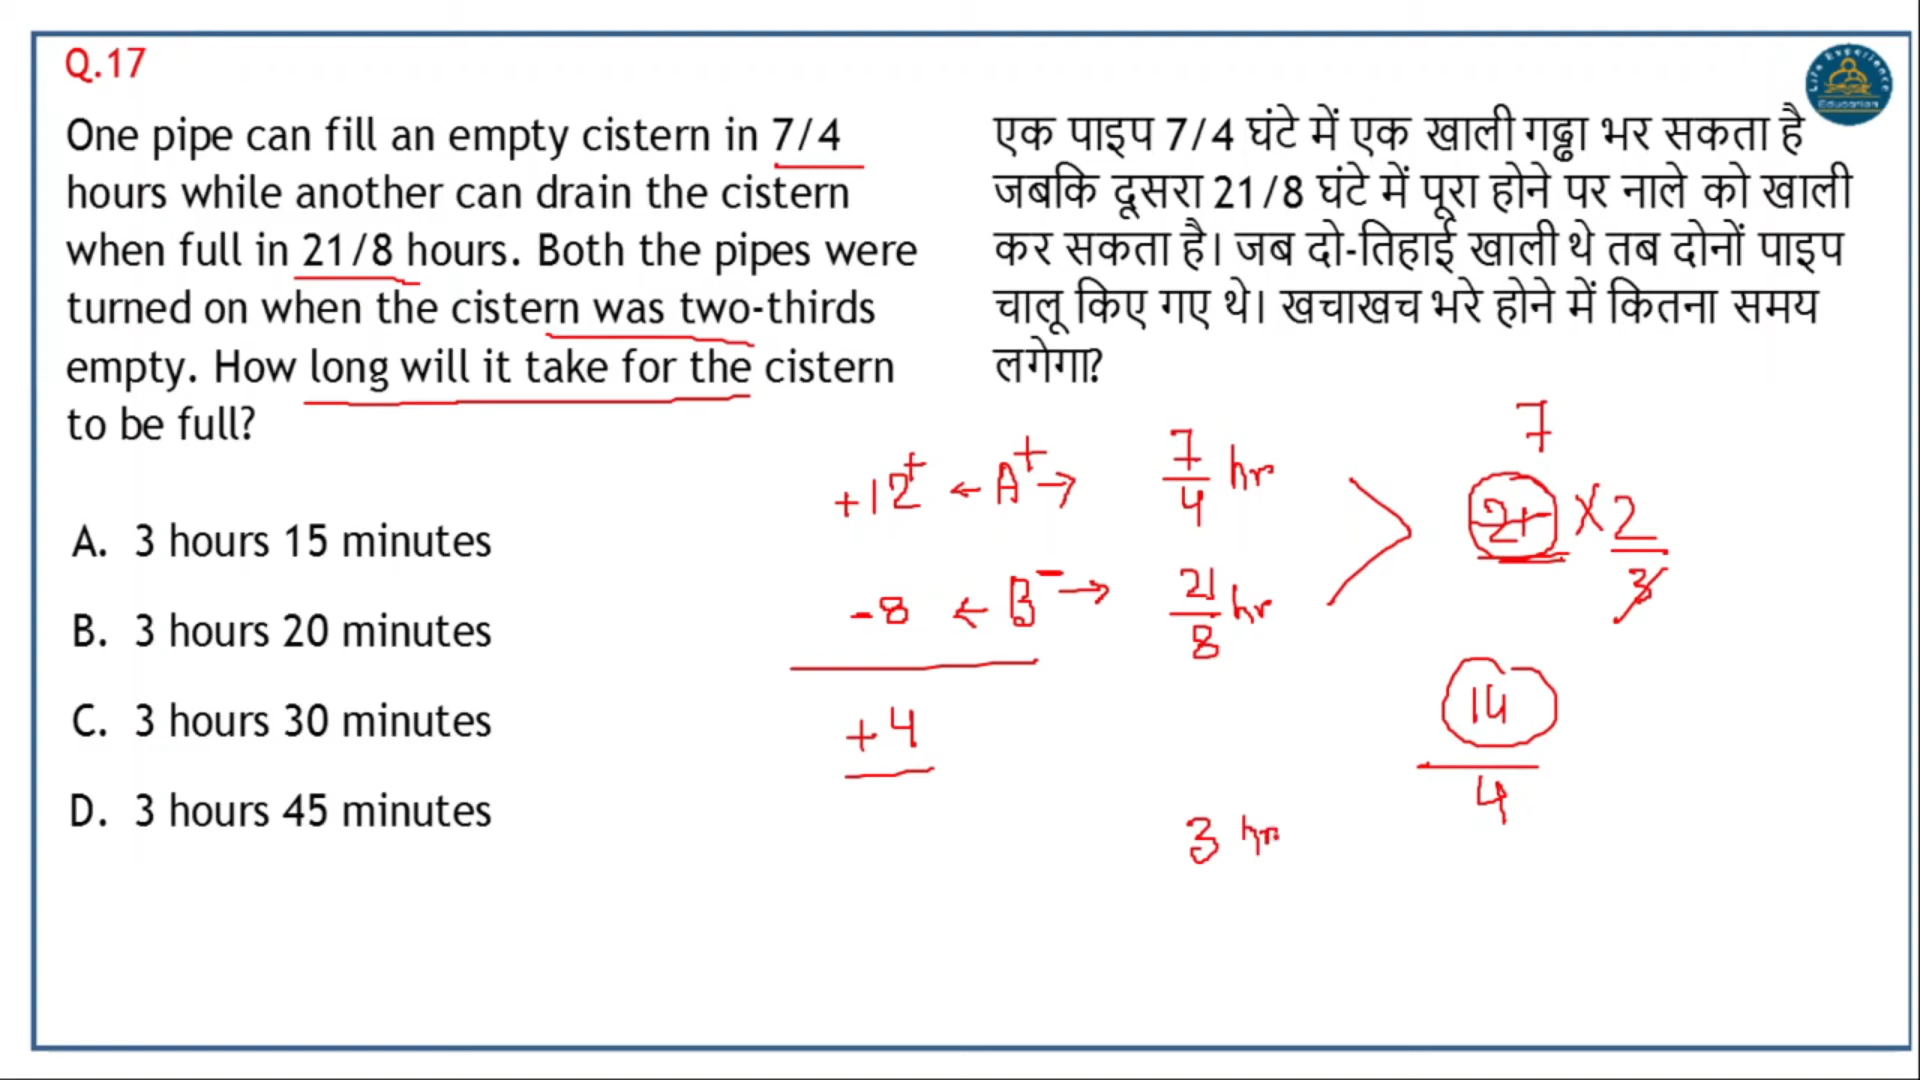 Q.17
One pipe can fill an empty cistern in 7/4
hours while another can drain the cistern
when full in 21/8 hours. Both the pipes were
turned on when the cistern was two-thirds
empty. How long will it take for the cistern
to be full?
A. 3 hours 15 minutes
B. 3 hours 20 minutes
C. 3 hours 30 minutes
D. 3 hours 45 minutes
Life Experience
Education
एक पाइप 7/4 घंटे में एक खाली गड्ढा भर सकता है
जबकि दूसरा 21/8 घंटे में पूरा होने पर नाले को खाली
कर सकता है। जब दो-तिहाई खाली थे तब दोनों पाइप
चालू किए गए थे। खचाखच भरे होने में कितना समय
लगेगा?
+12+ ← A+ → 7/4 hr
-8 ← B- → 21/8 hr
+4
7
21 × 2/3
14/4
3 hr